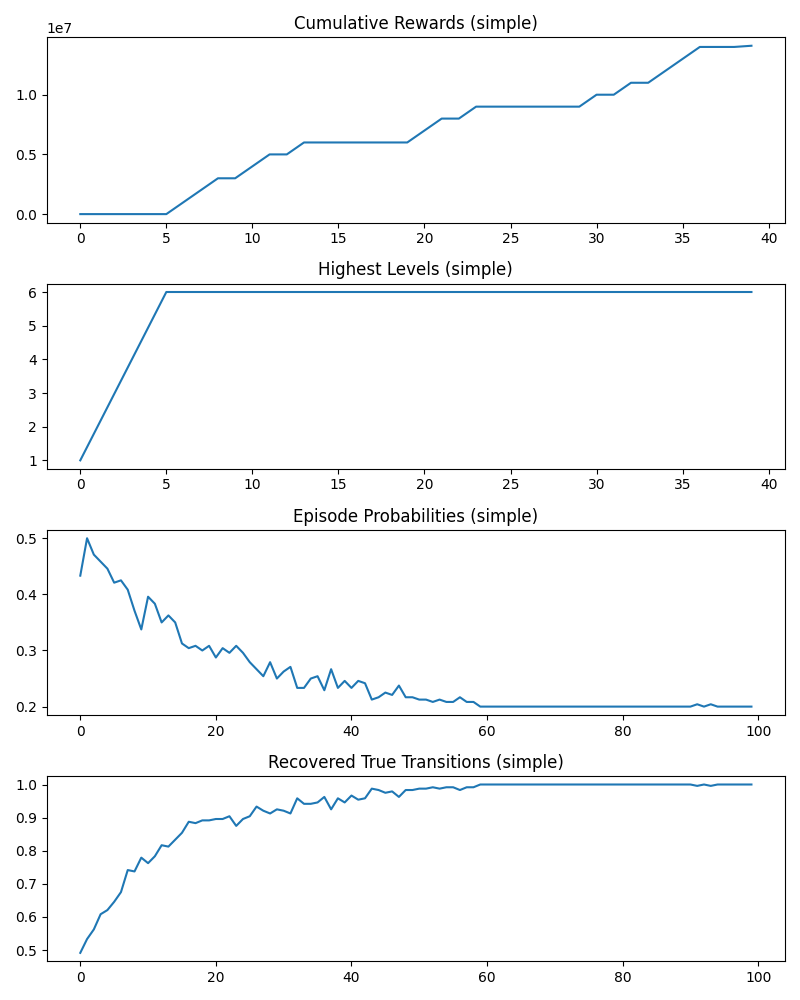 Cumulative Rewards (simple)
1e7
1.0
0.5
0.0
0 5 10 15 20 25 30 35 40
Highest Levels (simple)
6
5
4
3
2
1
0 5 10 15 20 25 30 35 40
Episode Probabilities (simple)
0.5
0.4
0.3
0.2
0 20 40 60 80 100
Recovered True Transitions (simple)
1.0
0.9
0.8
0.7
0.6
0.5
0 20 40 60 80 100